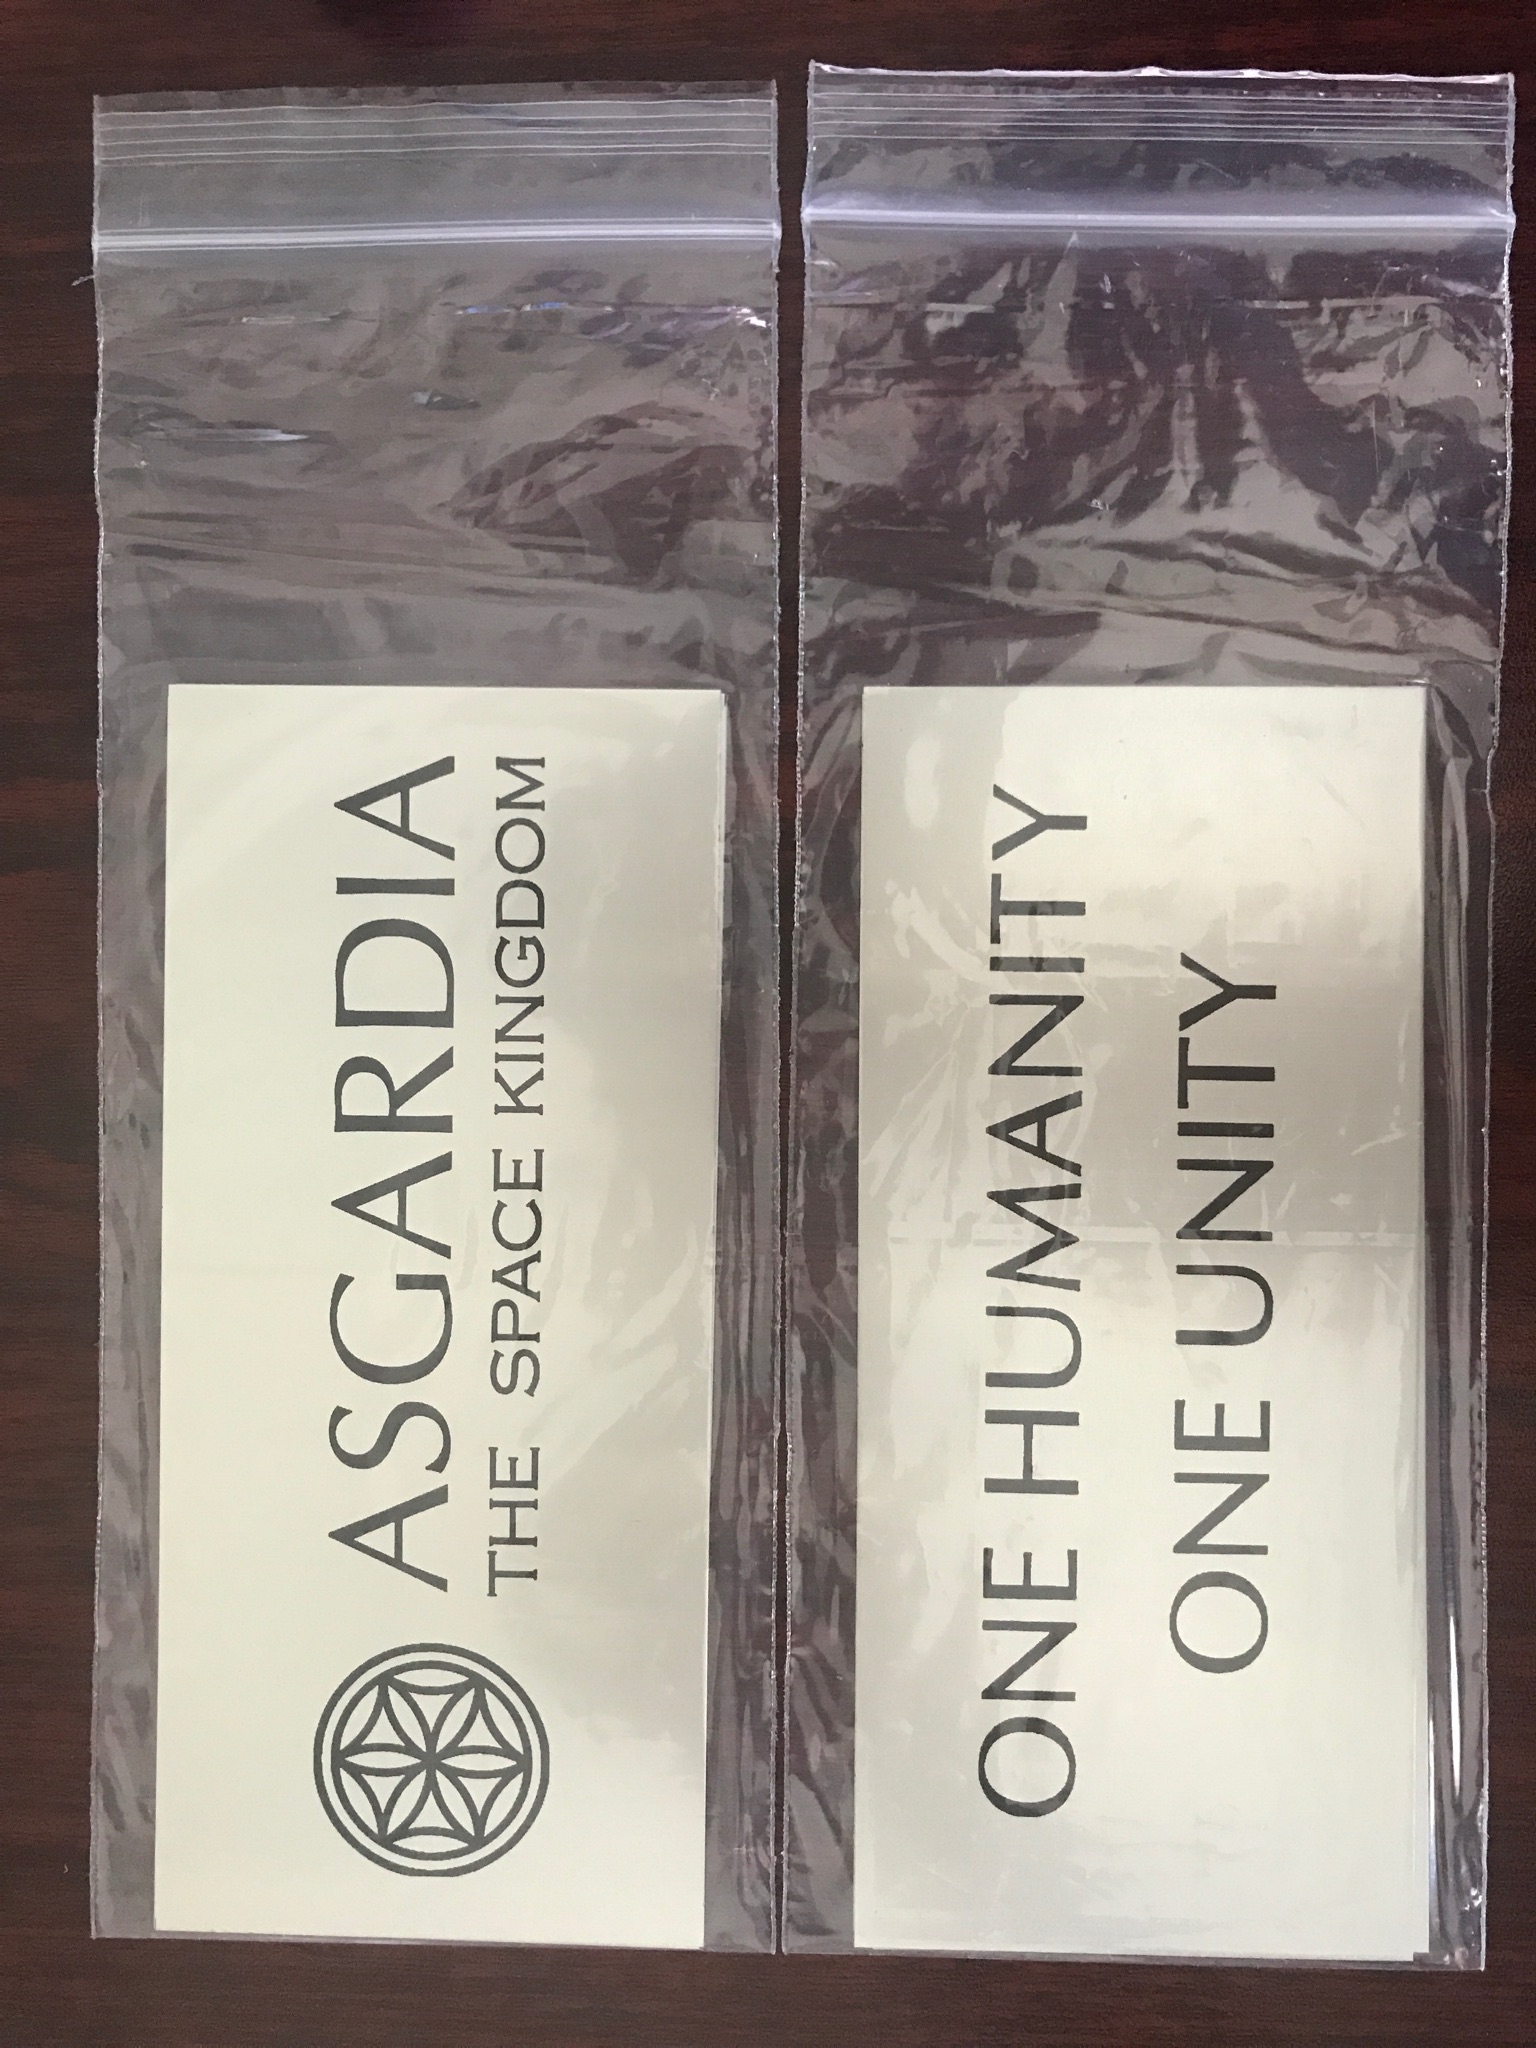 ASGARDIA
THE SPACE KINGDOM
ONE HUMANITY
ONE UNITY